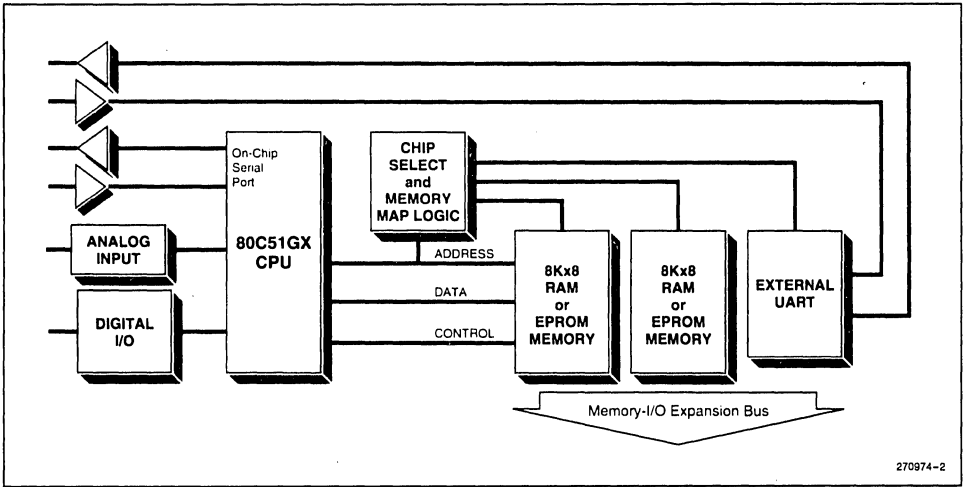 On-Chip
Serial
Port
80C51GX
CPU
CHIP
SELECT
and
MEMORY
MAP LOGIC
ANALOG
INPUT
DIGITAL
I/O
ADDRESS
DATA
CONTROL
8Kx8
RAM
or
EPROM
MEMORY
8Kx8
RAM
or
EPROM
MEMORY
EXTERNAL
UART
Memory-I/O Expansion Bus
270974-2